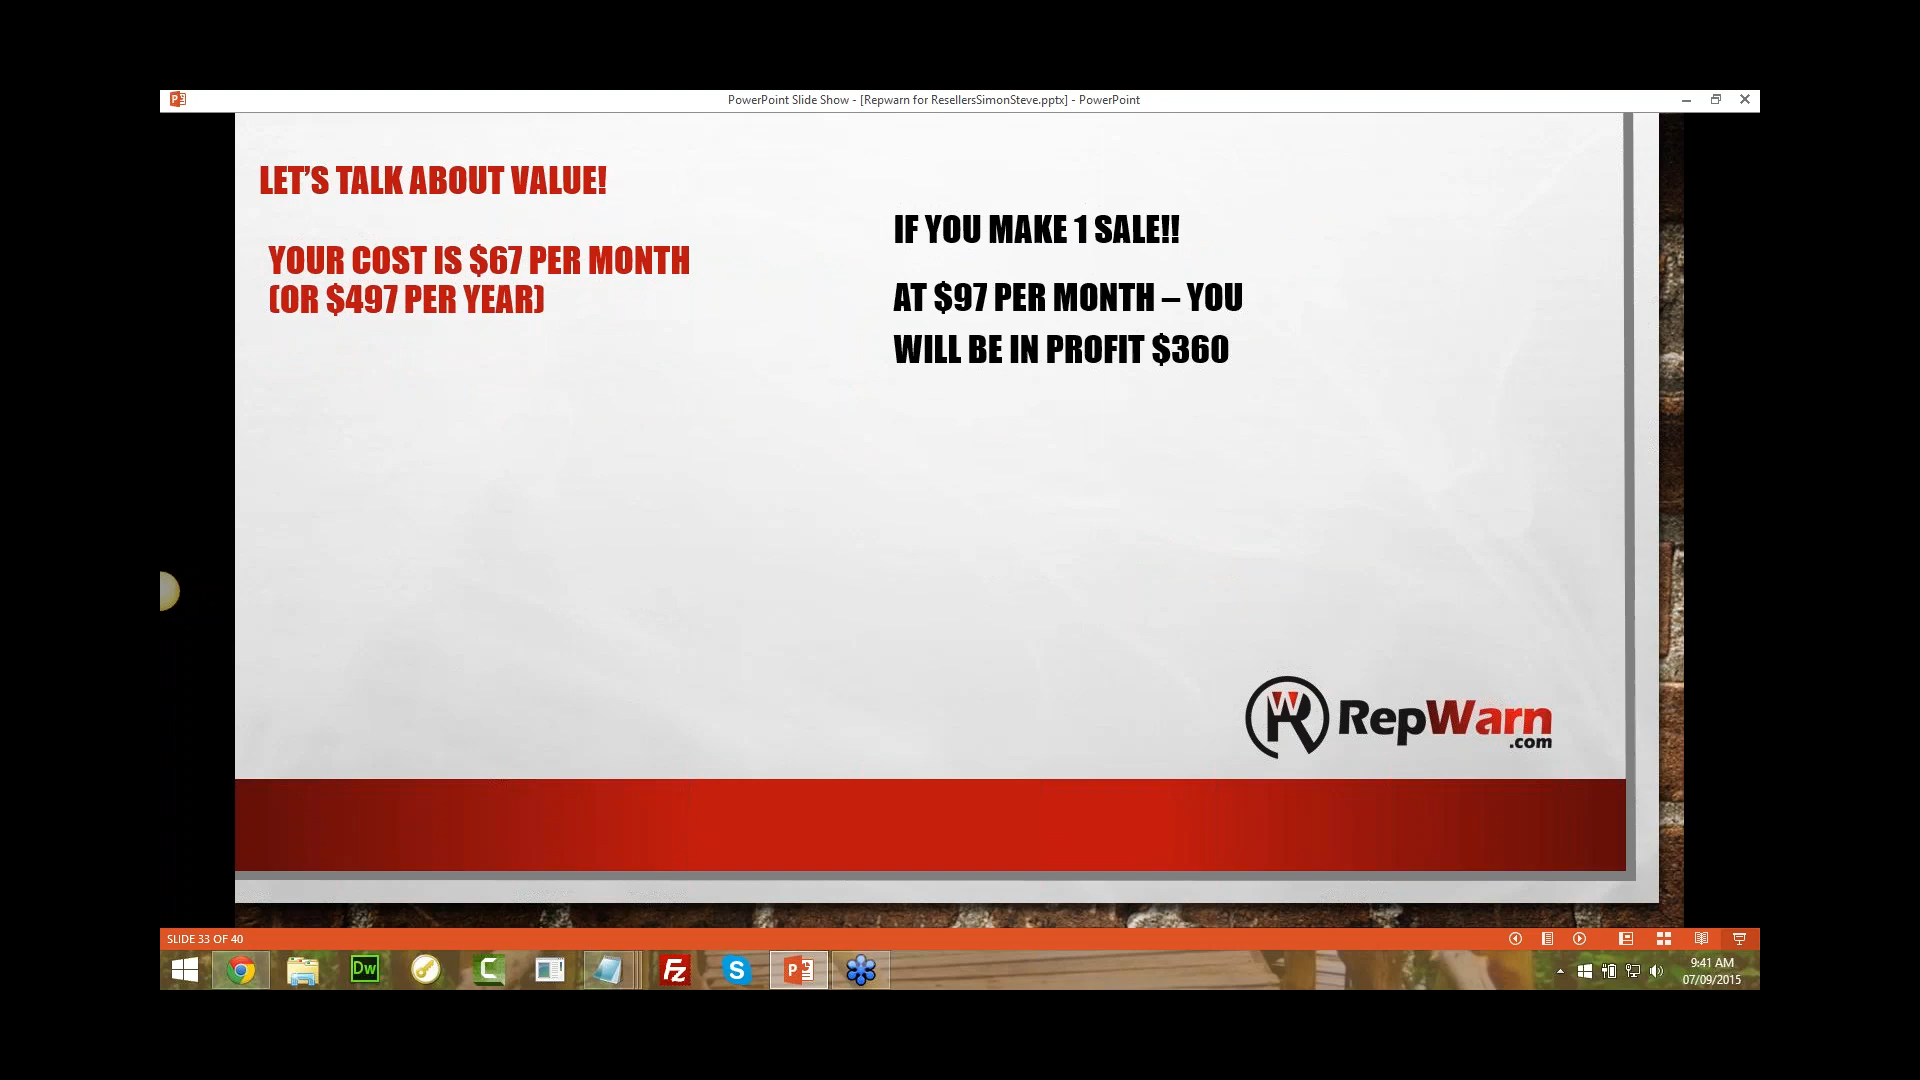 PowerPoint Slide Show - [Repwarn for ResellersSimonSteve.pptx] - PowerPoint
LET'S TALK ABOUT VALUE!
YOUR COST IS $67 PER MONTH
(OR $497 PER YEAR)
IF YOU MAKE 1 SALE!!
AT $97 PER MONTH – YOU
WILL BE IN PROFIT $360
RepWarn
.com
SLIDE 33 OF 40
Dw
9:41 AM
07/09/2015